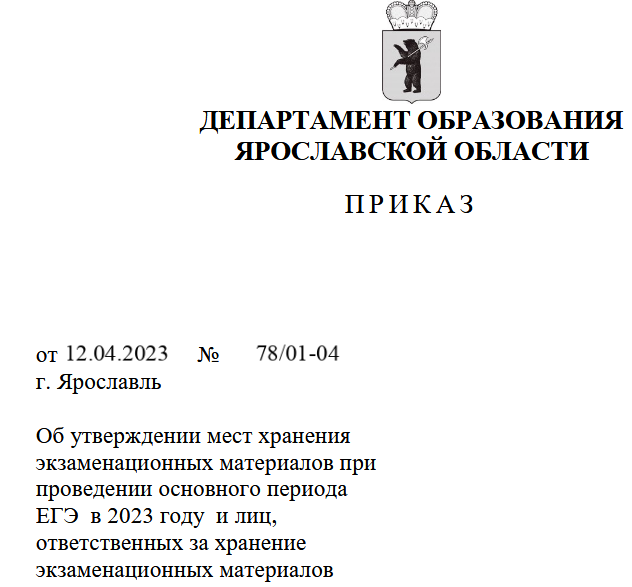 ДЕПАРТАМЕНТ ОБРАЗОВАНИЯ
ЯРОСЛАВСКОЙ ОБЛАСТИ
ПРИКАЗ
от 12.04.2023 № 78/01-04
г. Ярославль
Об утверждении мест хранения
экзаменационных материалов при
проведении основного периода
ЕГЭ в 2023 году и лиц,
ответственных за хранение
экзаменационных материалов